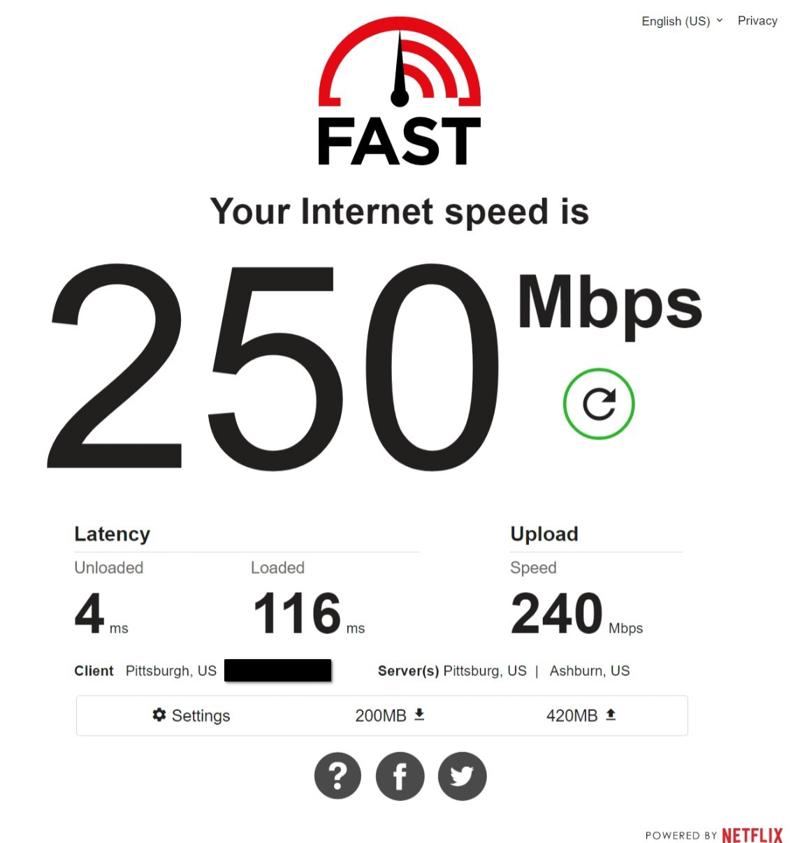 English (US) Privacy
FAST
Your Internet speed is
250 Mbps
Latency Upload
Unloaded Loaded Speed
4 ms 116 ms 240 Mbps
Client Pittsburgh, US Server(s) Pittsburg, US | Ashburn, US
Settings 200MB 420MB
? f
POWERED BY NETFLIX